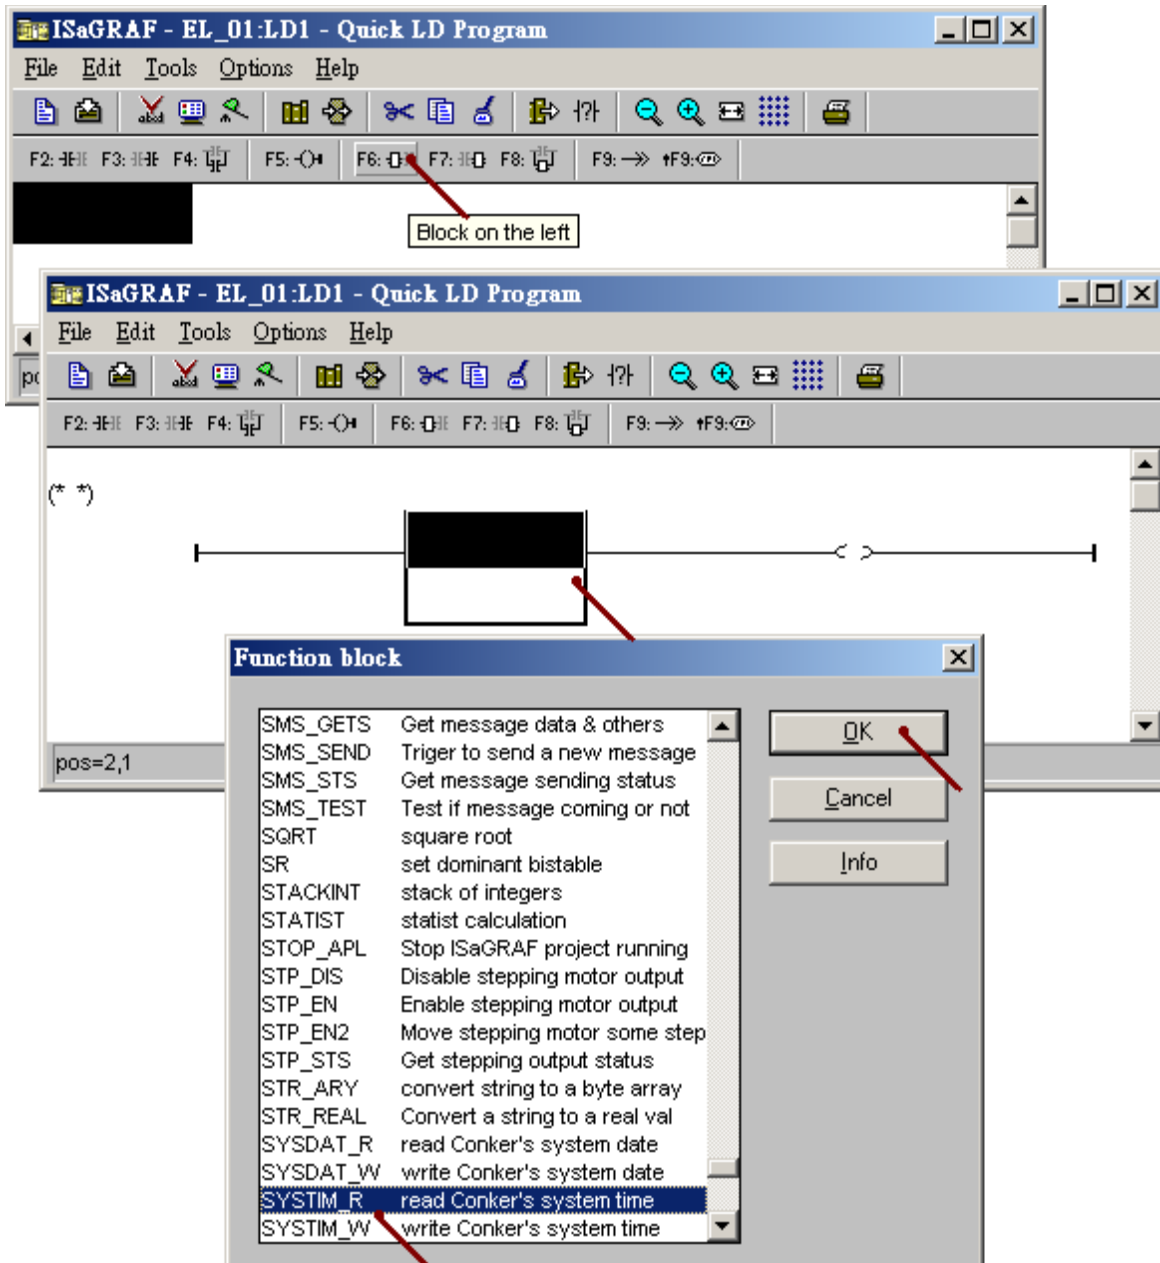 ISaGRAF - EL_01:LD1 - Quick LD Program
File Edit Tools Options Help
F2: F3: F4: F5: F6: F7: F8: F9: F9:
Block on the left
ISaGRAF - EL_01:LD1 - Quick LD Program
File Edit Tools Options Help
F2: F3: F4: F5: F6: F7: F8: F9: F9:
(* *)
Function block
SMS_GETS Get message data & others
SMS_SEND Triger to send a new message
SMS_STS Get message sending status
SMS_TEST Test if message coming or not
SQRT square root
SR set dominant bistable
STACKINT stack of integers
STATIST statist calculation
STOP_APL Stop ISaGRAF project running
STP_DIS Disable stepping motor output
STP_EN Enable stepping motor output
STP_EN2 Move stepping motor some step
STP_STS Get stepping output status
STR_ARY convert string to a byte array
STR_REAL Convert a string to a real val
SYSDAT_R read Conker's system date
SYSDAT_W write Conker's system date
SYSTIM_R read Conker's system time
SYSTIM_W write Conker's system time
OK
Cancel
Info
pos=2,1